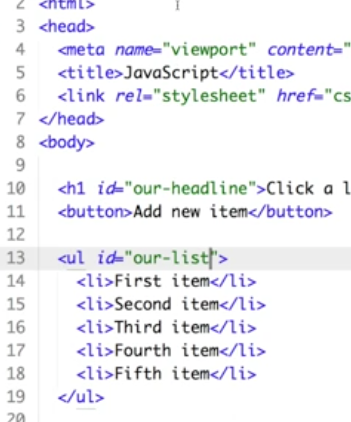 2 <html>
3 <head>
4 <meta name="viewport" content="
5 <title>JavaScript</title>
6 <link rel="stylesheet" href="cs
7 </head>
8 <body>
9
10 <h1 id="our-headline">Click a l
11 <button>Add new item</button>
12
13 <ul id="our-list">
14 <li>First item</li>
15 <li>Second item</li>
16 <li>Third item</li>
17 <li>Fourth item</li>
18 <li>Fifth item</li>
19 </ul>
20